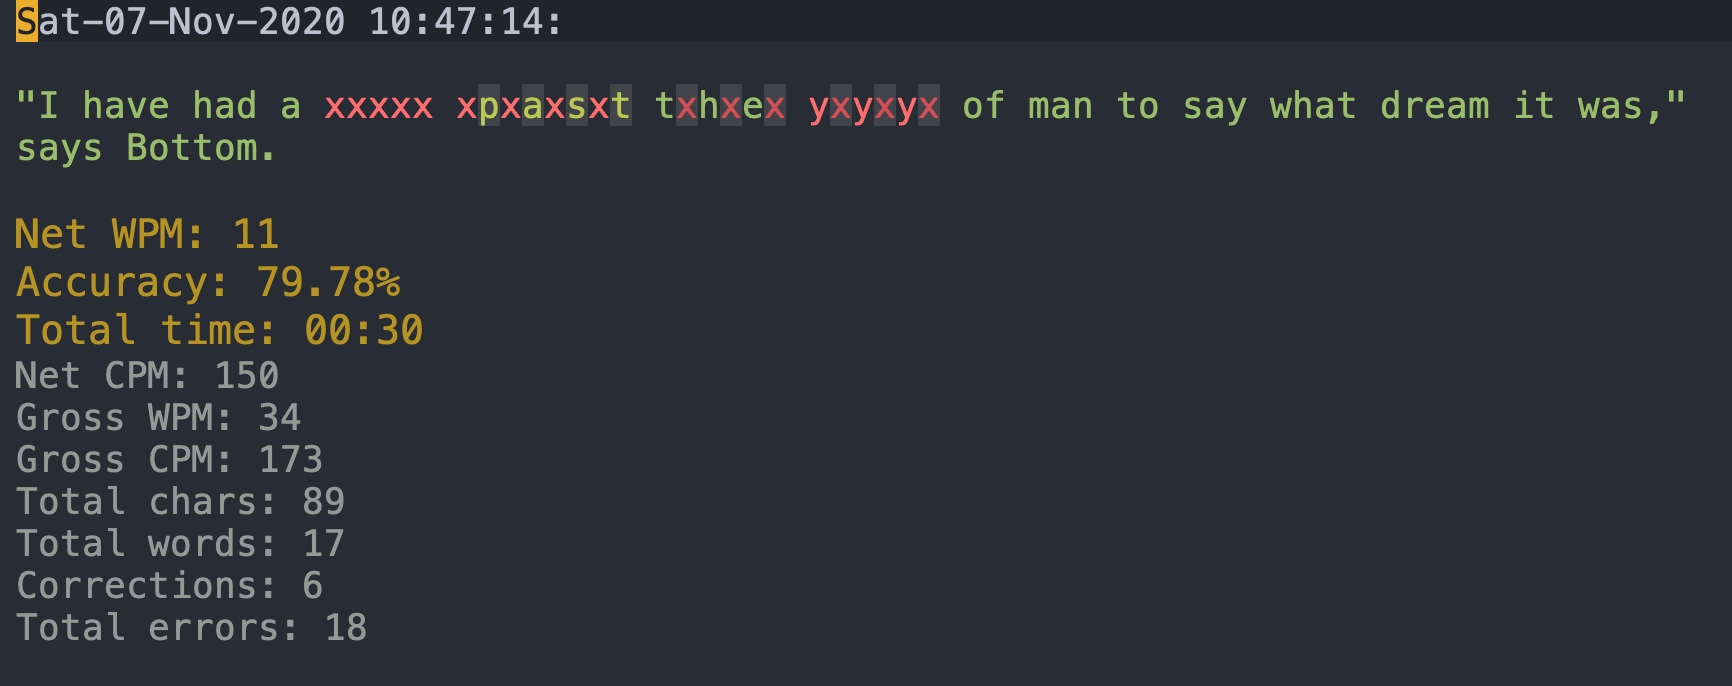 Sat-07-Nov-2020 10:47:14:
"I have had a xxxxx xpxaxsxt txhxex yxyxyx of man to say what dream it was,"
says Bottom.
Net WPM: 11
Accuracy: 79.78%
Total time: 00:30
Net CPM: 150
Gross WPM: 34
Gross CPM: 173
Total chars: 89
Total words: 17
Corrections: 6
Total errors: 18